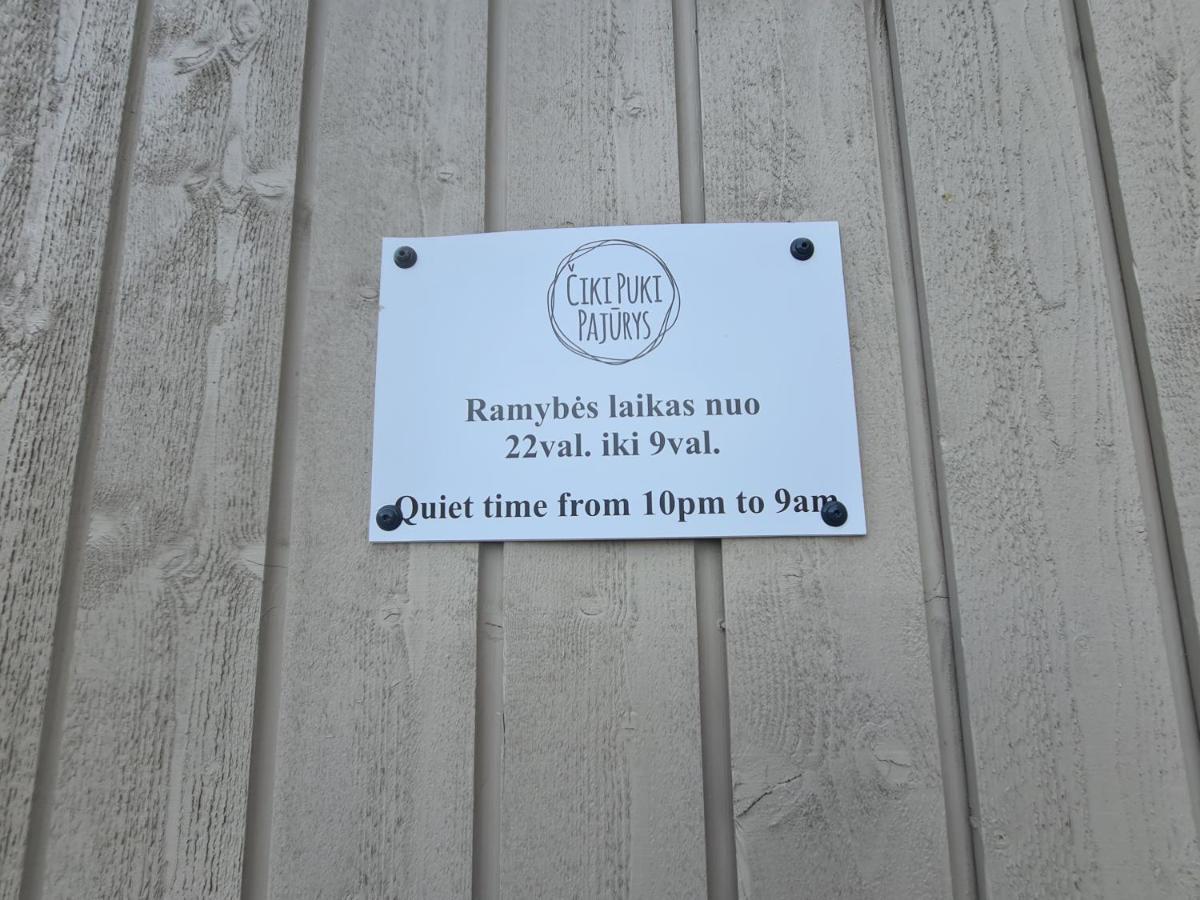 ČIKI PUKI
PAJŪRYS
Ramybės laikas nuo
22val. iki 9val.
Quiet time from 10pm to 9am